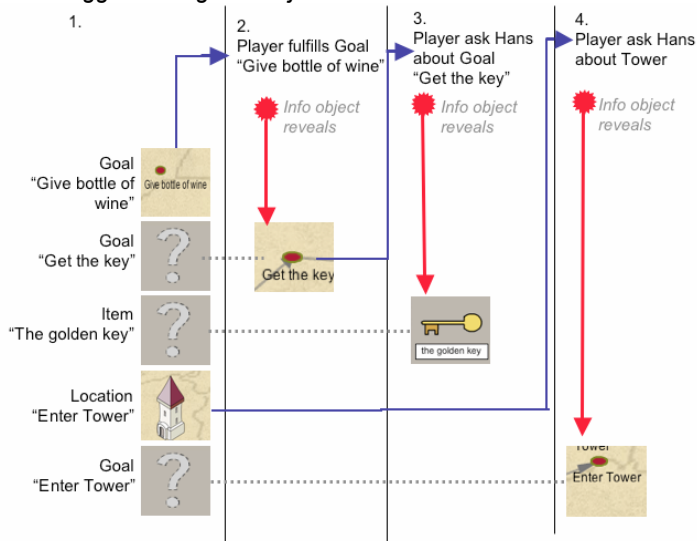 1.
2.
Player fulfills Goal
“Give bottle of wine”
3.
Player ask Hans
about Goal
“Get the key”
4.
Player ask Hans
about Tower
Info object
reveals
Info object
reveals
Info object
reveals
Goal
“Give bottle of
wine”
Give bottle of wine
Goal
“Get the key”
Get the key
Item
“The golden key”
the golden key
Location
“Enter Tower”
Goal
“Enter Tower”
Tower
Enter Tower